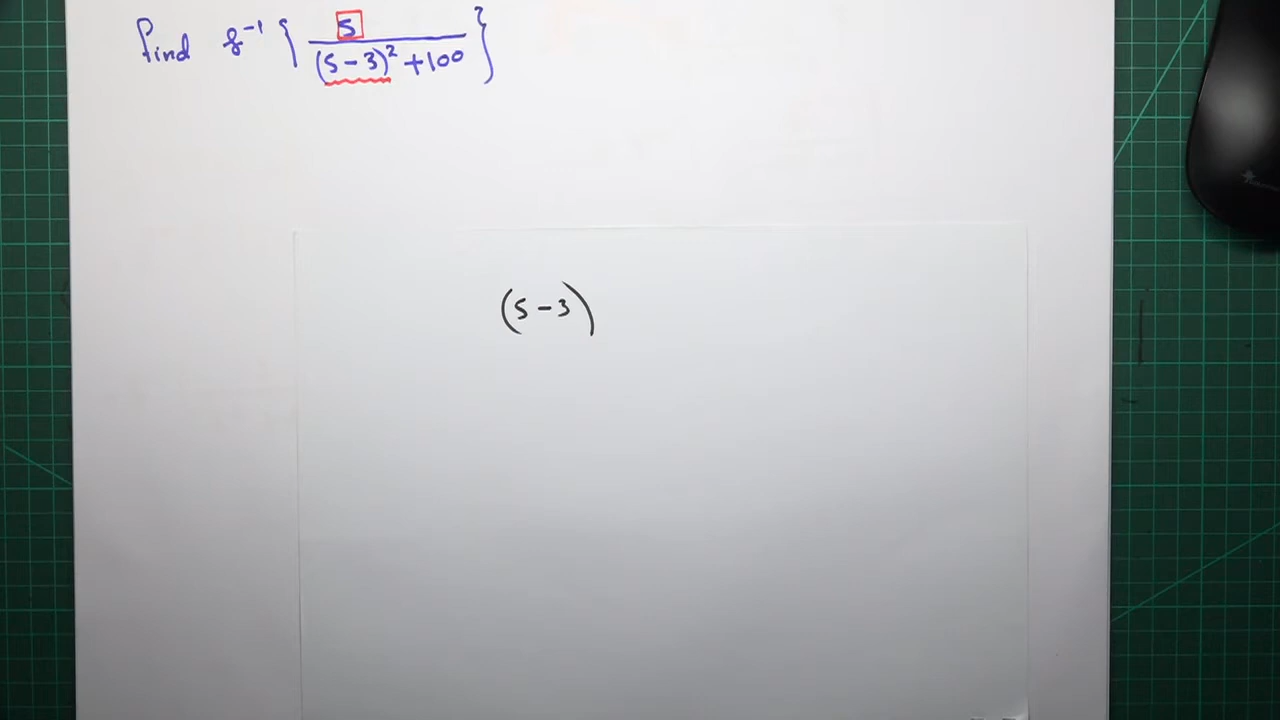 Find ℒ⁻¹ { s / ((s-3)² + 100) }
(s-3)